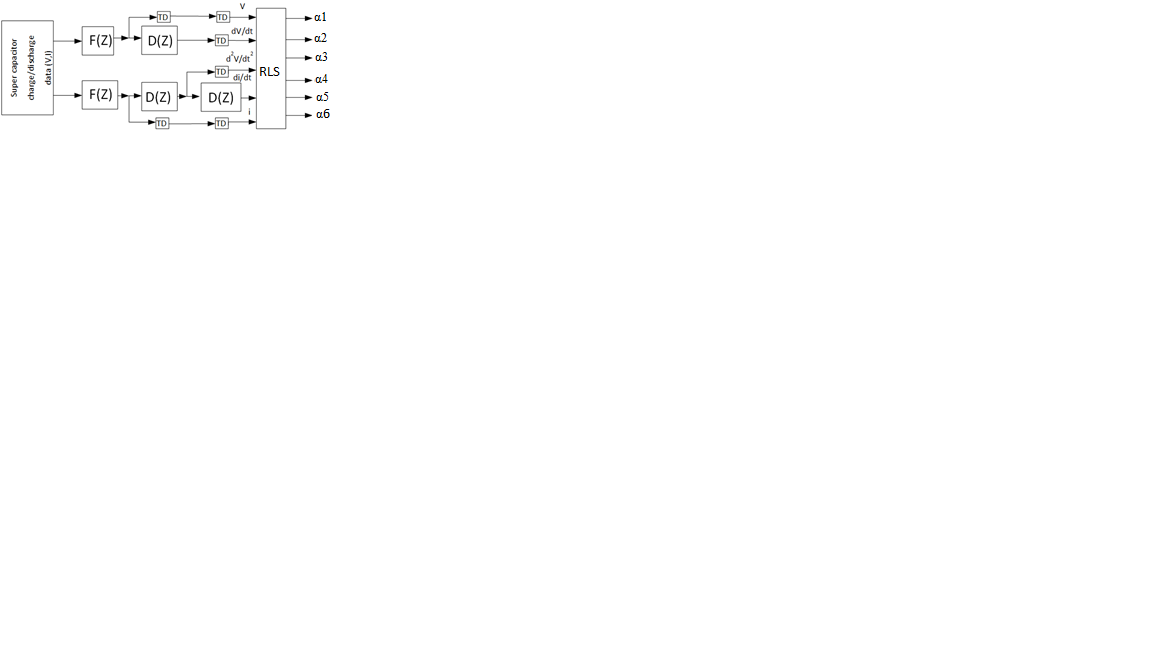 Super capacitor
charge/discharge
data (V,I)
F(Z)
D(Z)
TD
TD
TD
V
dV/dt
F(Z)
D(Z)
D(Z)
TD
TD
TD
d²V/dt²
di/dt
i
RLS
α1
α2
α3
α4
α5
α6